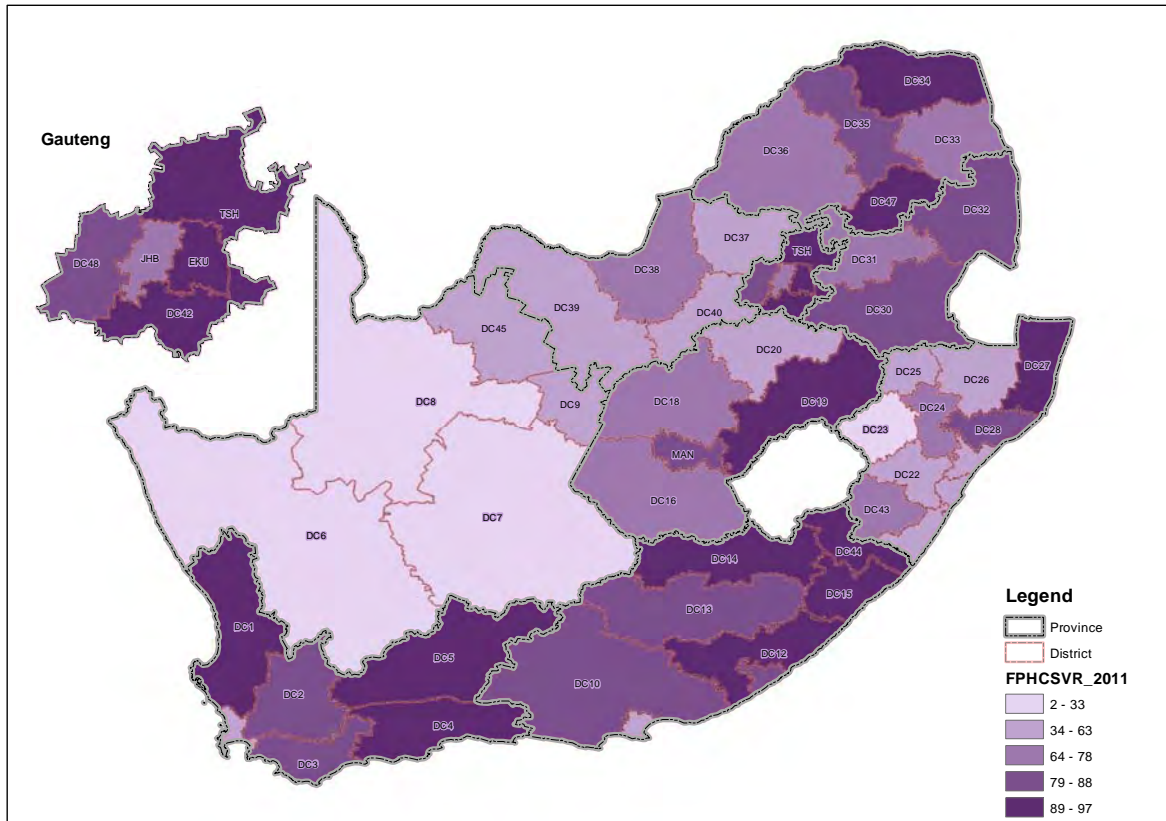 Gauteng
TSH
DC48
JHB
EKU
DC42
DC34
DC35
DC33
DC36
DC47
DC32
DC37
TSH
DC38
DC31
DC39
DC40
DC30
DC45
DC20
DC25
DC26
DC27
DC8
DC9
DC18
DC19
DC24
DC23
DC28
MAN
DC22
DC16
DC43
DC7
DC6
DC14
DC44
DC15
DC13
DC1
DC5
DC12
DC10
DC2
DC4
DC3
Legend
Province
District
FPHCSVR_2011
2 - 33
34 - 63
64 - 78
79 - 88
89 - 97